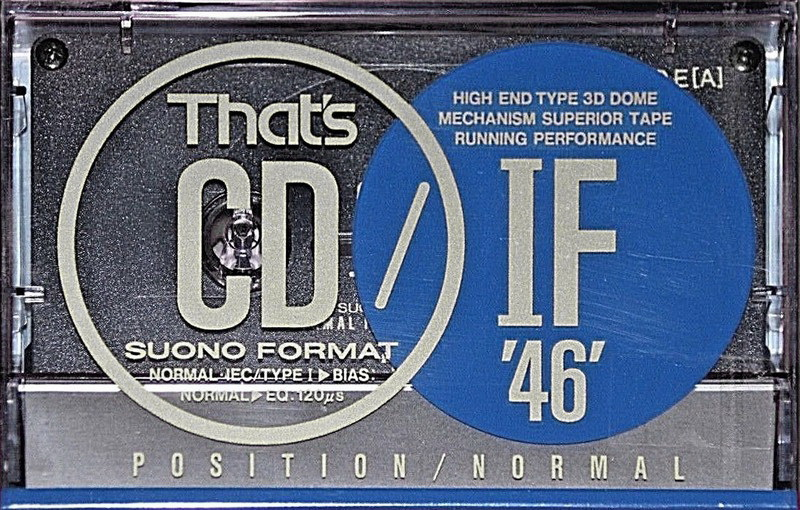 That's
CD/IF
'46'
HIGH END TYPE 3D DOME
MECHANISM SUPERIOR TAPE
RUNNING PERFORMANCE
E[A]
SUONO FORMAT
NORMAL-IEC/TYPE I▶BIAS.
NORMAL▶EQ.120µs
POSITION/NORMAL